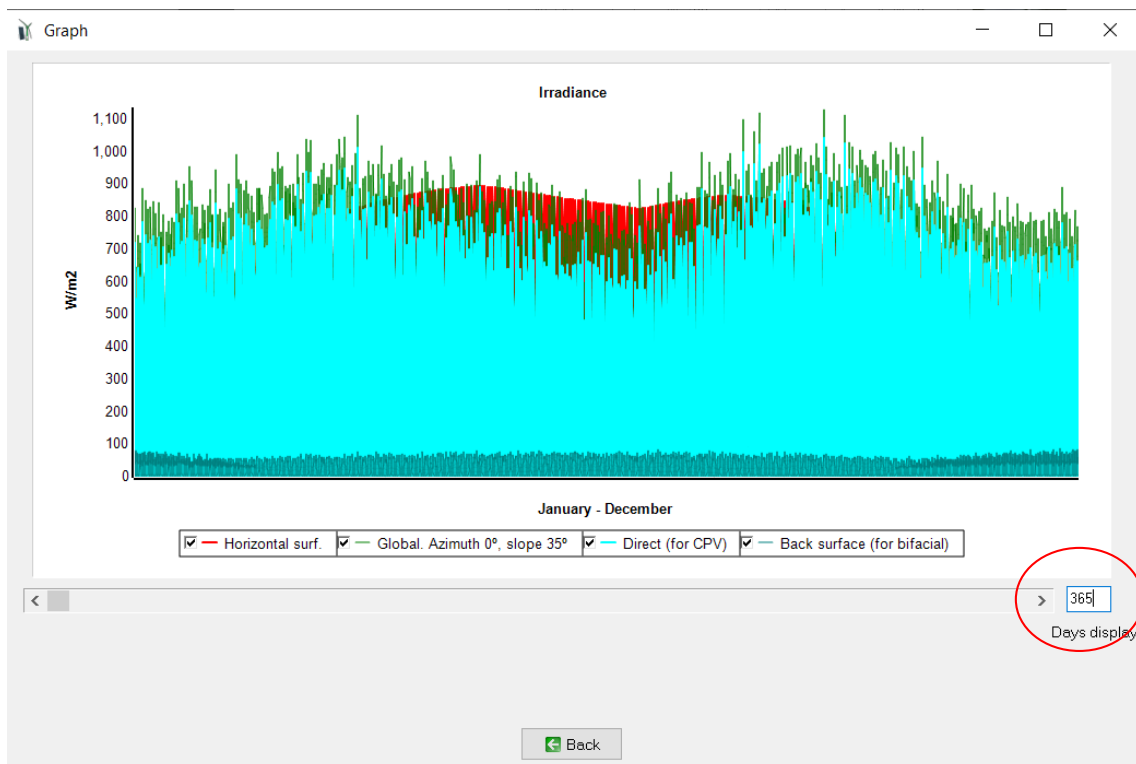 Graph
Irradiance
1,100
1,000
900
800
700
600
500
400
300
200
100
0
W/m2
January - December
Horizontal surf. Global. Azimuth 0º, slope 35º Direct (for CPV) Back surface (for bifacial)
365
Days display
Back